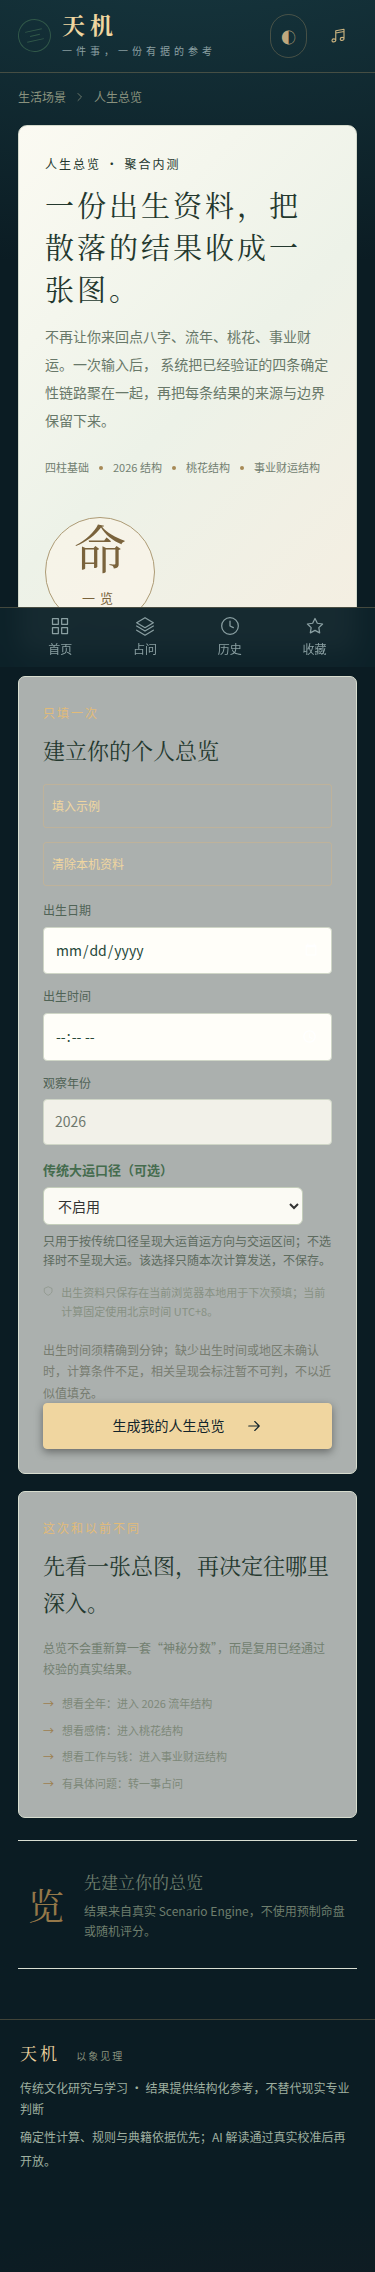 天机
一件事，一份有据的参考
生活场景 > 人生总览
人生总览 · 聚合内测
一份出生资料，把
散落的结果收成一
张图。
不再让你来回点八字、流年、桃花、事业财
运。一次输入后，系统把已经验证的四条确定
性链路聚在一起，再把每条结果的来源与边界
保留下来。
四柱基础 • 2026 结构 • 桃花结构 • 事业财运结构
命
一览
首页 占问 历史 收藏
只填一次
建立你的个人总览
填入示例
清除本机资料
出生日期
mm/dd/yyyy
出生时间
--:-- --
观察年份
2026
传统大运口径（可选）
不启用
只用于按传统口径呈现大运首运方向与交运区间；不选
择时不呈现大运。该选择只随本次计算发送，不保存。
出生资料只保存在当前浏览器本地用于下次预填；当前
计算固定使用北京时间 UTC+8。
出生时间须精确到分钟；缺少出生时间或地区未确认
时，计算条件不足，相关呈现会标注暂不可判，不以近
似值填充。
生成我的人生总览 →
这次和以前不同
先看一张总图，再决定往哪里
深入。
总览不会重新算一套“神秘分数”，而是复用已经通过
校验的真实结果。
→ 想看全年：进入 2026 流年结构
→ 想看感情：进入桃花结构
→ 想看工作与钱：进入事业财运结构
→ 有具体问题：转一事占问
览
先建立你的总览
结果来自真实 Scenario Engine，不使用预制命盘
或随机评分。
天机 以象见理
传统文化研究与学习 · 结果提供结构化参考，不替代现实专业
判断
确定性计算、规则与典籍依据优先；AI 解读通过真实校准后再
开放。